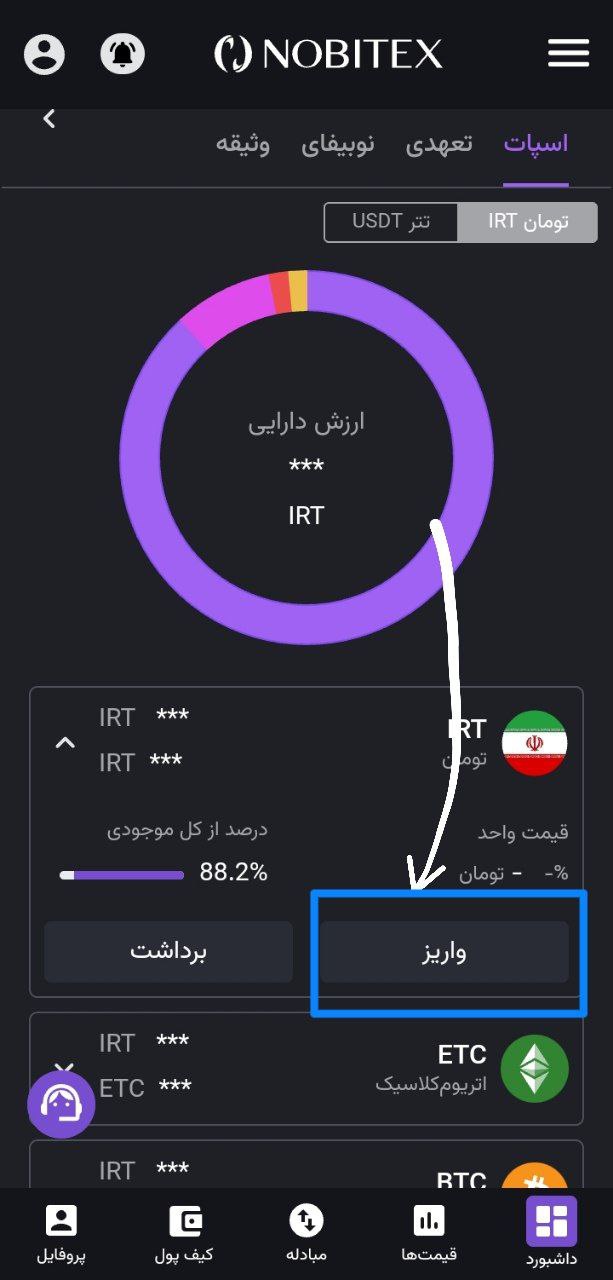 NOBITEX
اسپات تعهدی نوبیفای وثیقه
تومان IRT تتر USDT
ارزش دارایی
***
IRT
IRT IRT ***
تومان IRT ***
قیمت واحد درصد از کل موجودی
%- - تومان 88.2%
واریز برداشت
ETC IRT ***
اتریوم‌کلاسیک ETC ***
BTC IRT ***
داشبورد قیمت‌ها مبادله کیف پول پروفایل